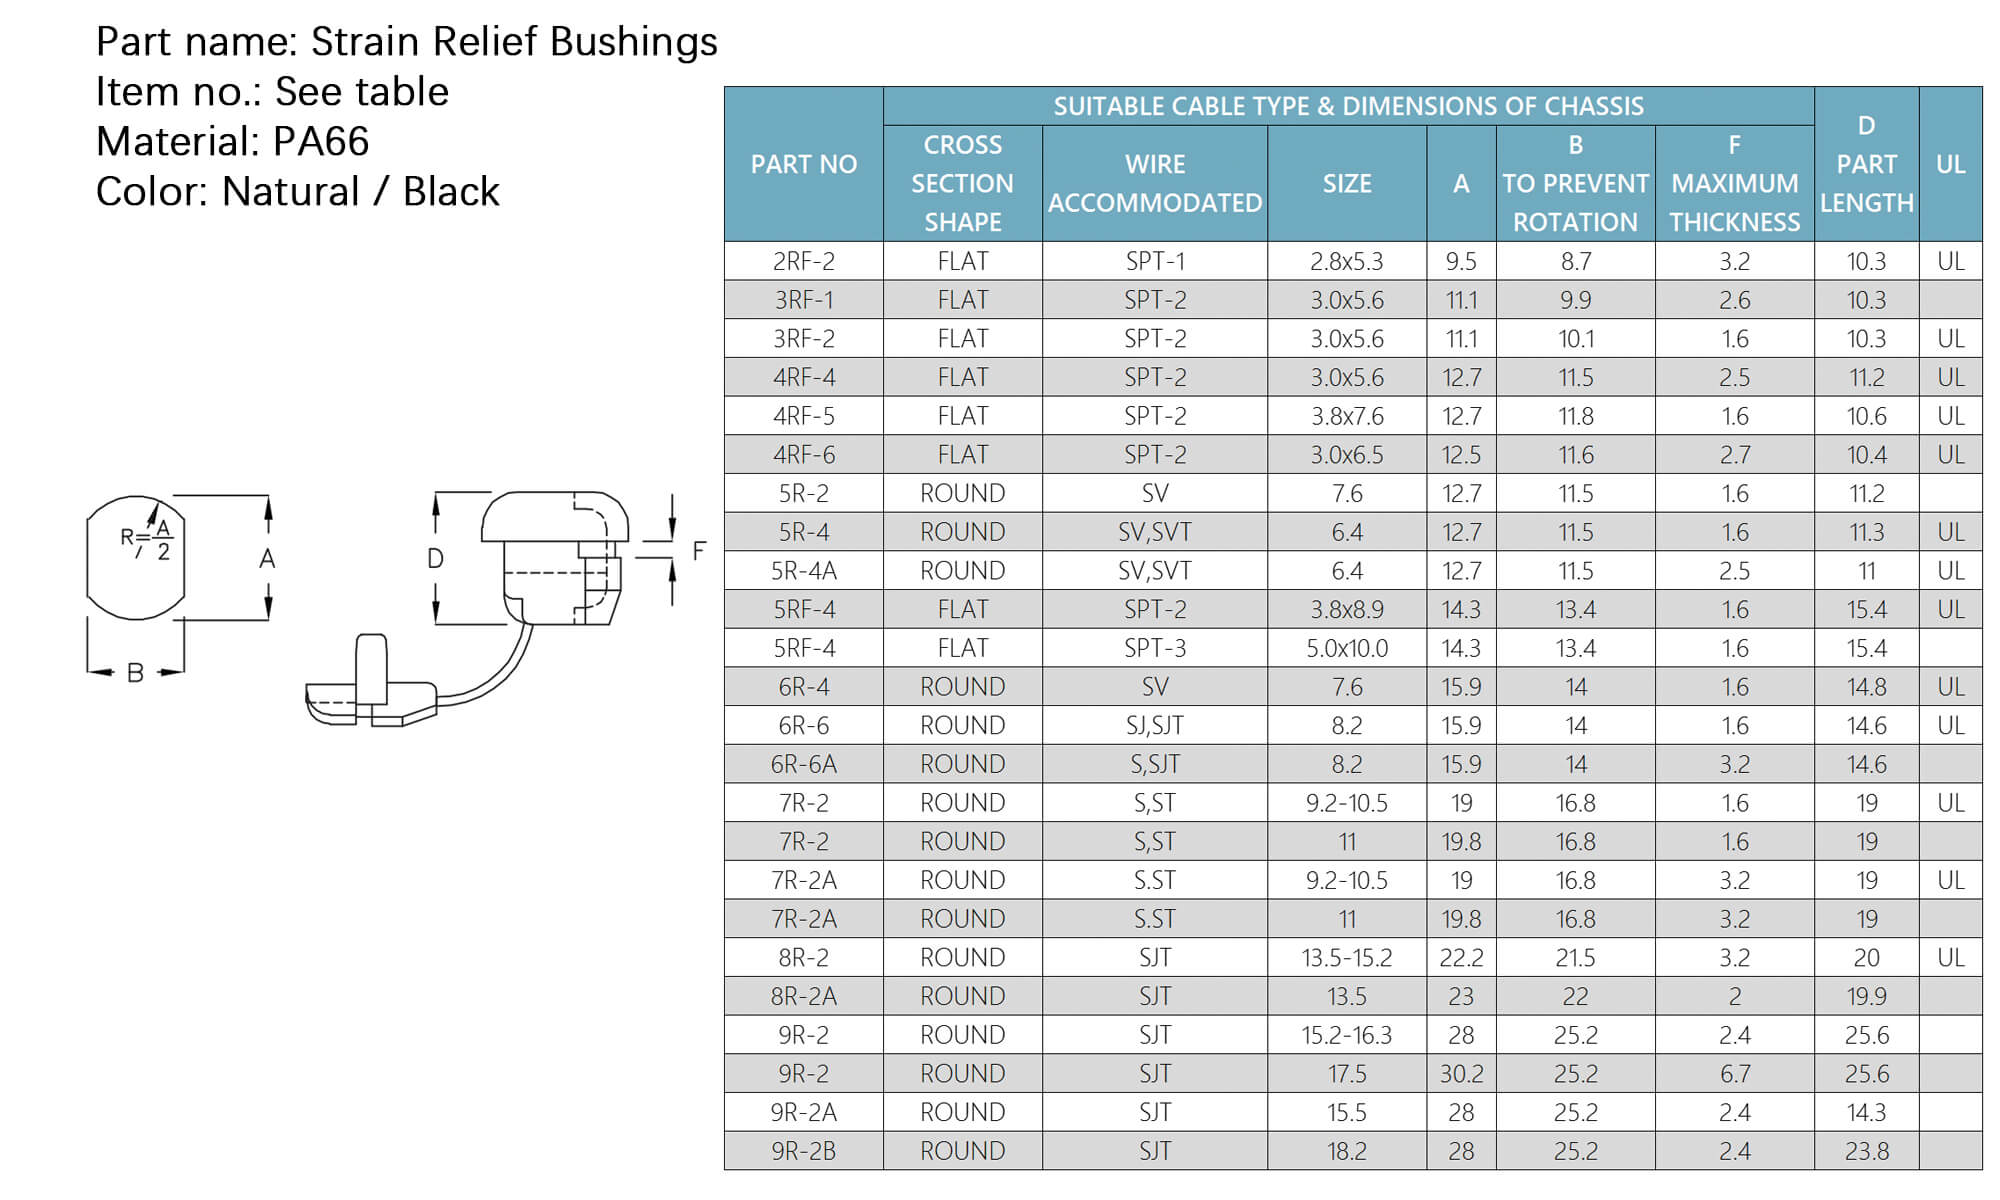 Part name: Strain Relief Bushings
Item no.: See table
Material: PA66
Color: Natural / Black
SUITABLE CABLE TYPE & DIMENSIONS OF CHASSIS
PART NO
CROSS SECTION SHAPE
WIRE ACCOMMODATED
SIZE
A
B TO PREVENT ROTATION
F MAXIMUM THICKNESS
D PART LENGTH
UL
2RF-2 FLAT SPT-1 2.8x5.3 9.5 8.7 3.2 10.3 UL
3RF-1 FLAT SPT-2 3.0x5.6 11.1 9.9 2.6 10.3
3RF-2 FLAT SPT-2 3.0x5.6 11.1 10.1 1.6 10.3 UL
4RF-4 FLAT SPT-2 3.0x5.6 12.7 11.5 2.5 11.2 UL
4RF-5 FLAT SPT-2 3.8x7.6 12.7 11.8 1.6 10.6 UL
4RF-6 FLAT SPT-2 3.0x6.5 12.5 11.6 2.7 10.4 UL
5R-2 ROUND SV 7.6 12.7 11.5 1.6 11.2
5R-4 ROUND SV,SVT 6.4 12.7 11.5 1.6 11.3 UL
5R-4A ROUND SV,SVT 6.4 12.7 11.5 2.5 11 UL
5RF-4 FLAT SPT-2 3.8x8.9 14.3 13.4 1.6 15.4 UL
5RF-4 FLAT SPT-3 5.0x10.0 14.3 13.4 1.6 15.4
6R-4 ROUND SV 7.6 15.9 14 1.6 14.8 UL
6R-6 ROUND SJ,SJT 8.2 15.9 14 1.6 14.6 UL
6R-6A ROUND S,SJT 8.2 15.9 14 3.2 14.6
7R-2 ROUND S,ST 9.2-10.5 19 16.8 1.6 19 UL
7R-2 ROUND S,ST 11 19.8 16.8 1.6 19
7R-2A ROUND S.ST 9.2-10.5 19 16.8 3.2 19 UL
7R-2A ROUND S.ST 11 19.8 16.8 3.2 19
8R-2 ROUND SJT 13.5-15.2 22.2 21.5 3.2 20 UL
8R-2A ROUND SJT 13.5 23 22 2 19.9
9R-2 ROUND SJT 15.2-16.3 28 25.2 2.4 25.6
9R-2 ROUND SJT 17.5 30.2 25.2 6.7 25.6
9R-2A ROUND SJT 15.5 28 25.2 2.4 14.3
9R-2B ROUND SJT 18.2 28 25.2 2.4 23.8
R=A/2
A
B
D
F